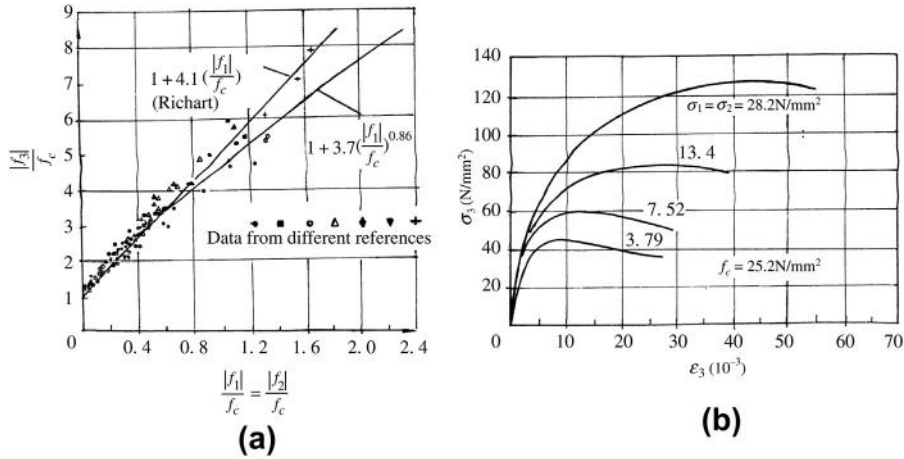 9
8
7
6
5
4
3
2
1
0
0.4
0.8
1.2
1.6
2.0
2.4
|f3|
fc
1 + 4.1 (|f1|/fc)
(Richart)
1 + 3.7(|f1|/fc)^0.86
Data from different references
|f1|/fc = |f2|/fc
(a)
140
120
100
80
60
40
20
0
10
20
30
40
50
60
70
σ3 (N/mm²)
σ1 = σ2 = 28.2N/mm²
13.4
7.52
3.79
fc = 25.2N/mm²
ε3 (10⁻³)
(b)